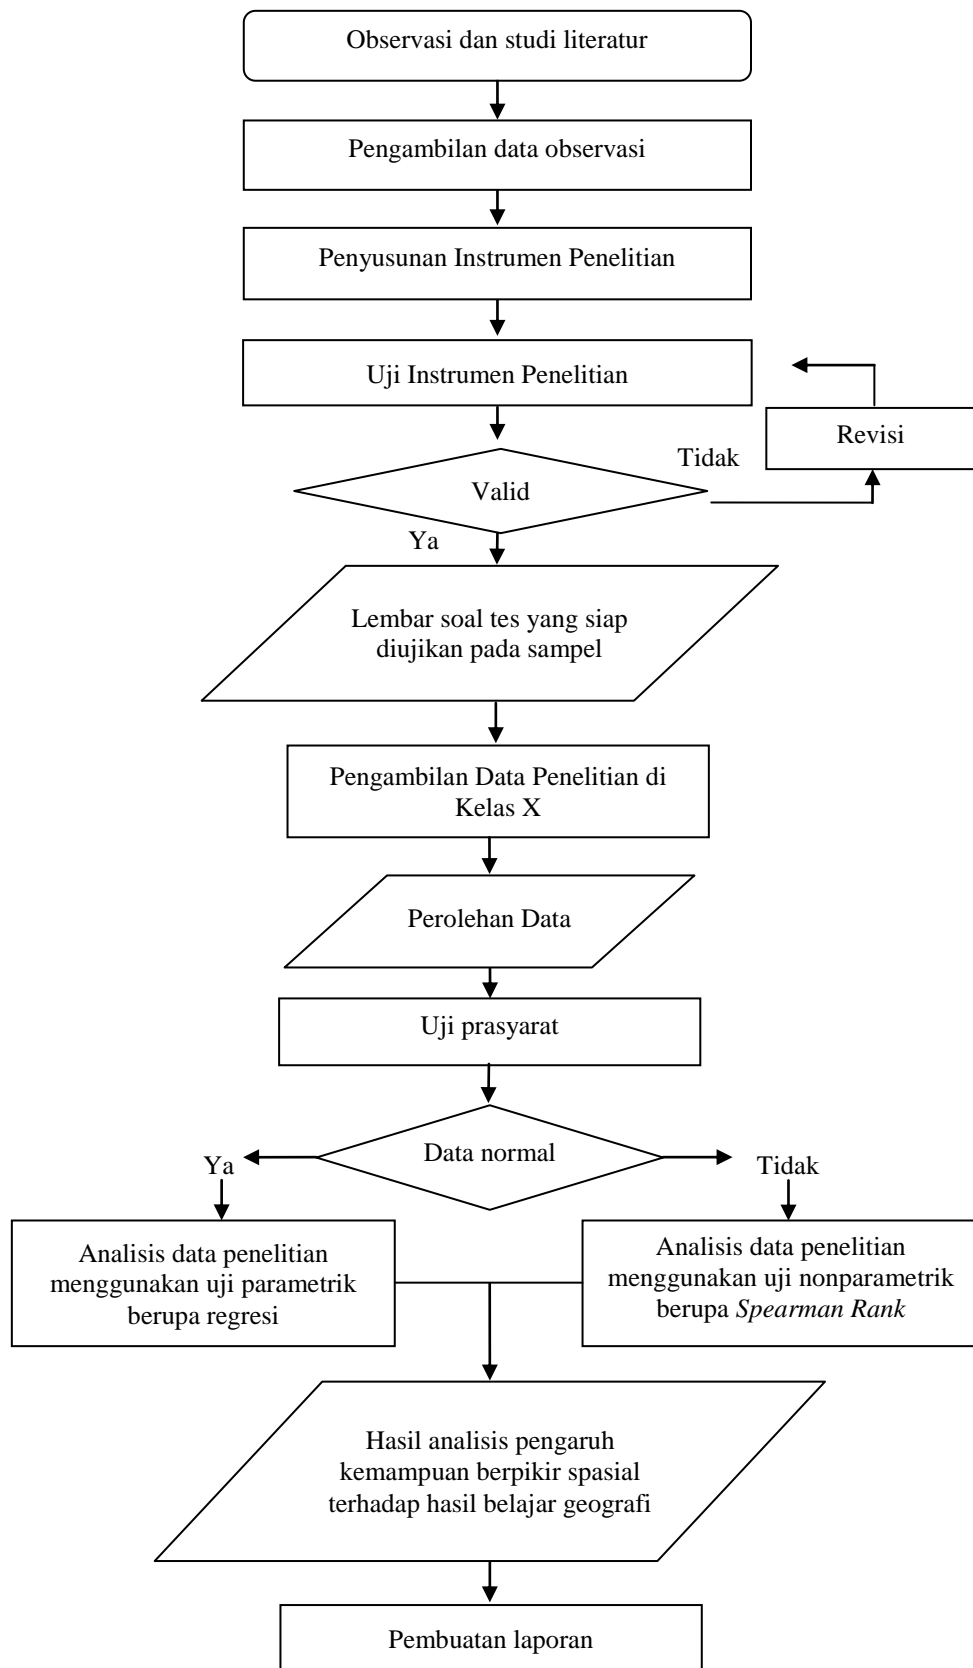 Observasi dan studi literatur
Pengambilan data observasi
Penyusunan Instrumen Penelitian
Uji Instrumen Penelitian
Revisi
Tidak
Valid
Ya
Lembar soal tes yang siap
diujikan pada sampel
Pengambilan Data Penelitian di
Kelas X
Perolehan Data
Uji prasyarat
Data normal
Ya
Tidak
Analisis data penelitian
menggunakan uji parametrik
berupa regresi
Analisis data penelitian
menggunakan uji nonparametrik
berupa Spearman Rank
Hasil analisis pengaruh
kemampuan berpikir spasial
terhadap hasil belajar geografi
Pembuatan laporan